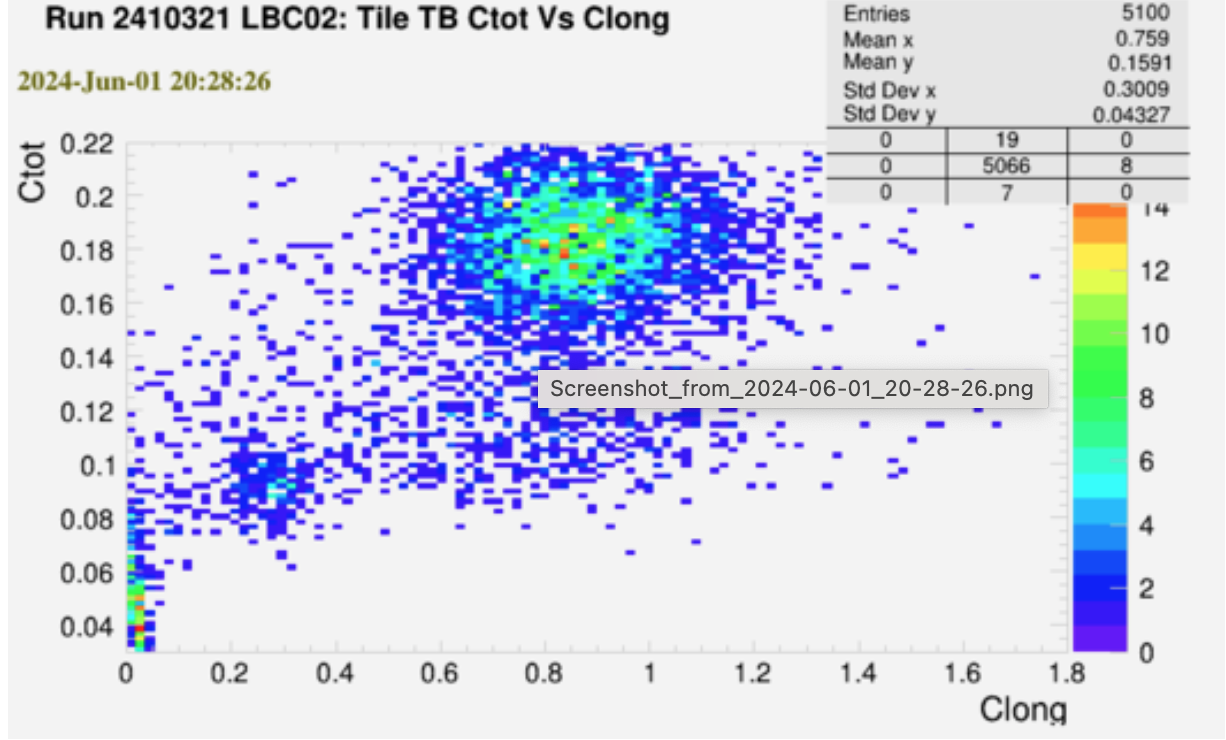 Run 2410321 LBC02: Tile TB Ctot Vs Clong
2024-Jun-01 20:28:26
Entries 5100
Mean x 0.759
Mean y 0.1591
Std Dev x 0.3009
Std Dev y 0.04327
0 19 0
0 5066 8
0 7 0
Ctot
0.22
0.2
0.18
0.16
0.14
0.12
0.1
0.08
0.06
0.04
Screenshot_from_2024-06-01_20-28-26.png
14
12
10
8
6
4
2
0
0 0.2 0.4 0.6 0.8 1 1.2 1.4 1.6 1.8
Clong